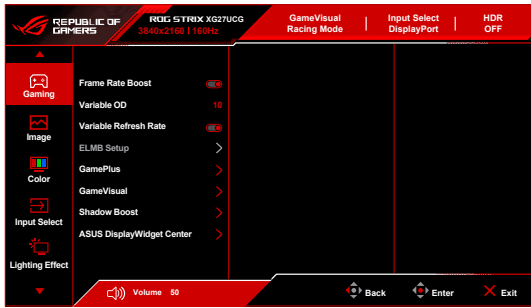 REPUBLIC OF
GAMERS
ROG STRIX XG27UCG
3840x2160 | 160Hz
GameVisual
Racing Mode
Input Select
DisplayPort
HDR
OFF
Gaming
Image
Color
Input Select
Lighting Effect
Frame Rate Boost
Variable OD 10
Variable Refresh Rate
ELMB Setup
GamePlus
GameVisual
Shadow Boost
ASUS DisplayWidget Center
Volume 50
Back
Enter
Exit